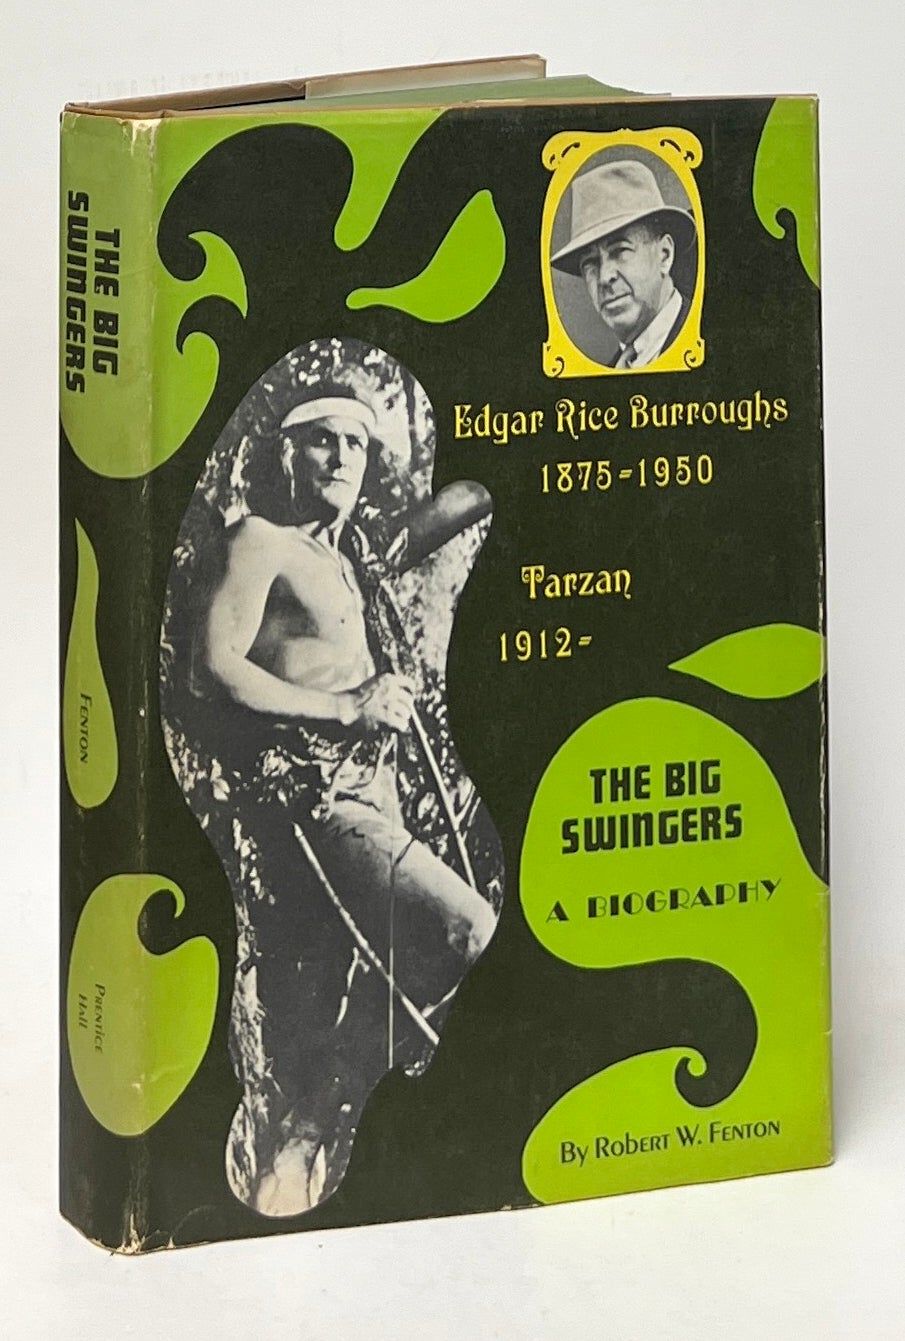 THE BIG
SWINGERS
FENTON
PRENTICE
HALL
Edgar Rice Burroughs
1875-1950
Tarzan
1912-
THE BIG
SWINGERS
A BIOGRAPHY
By ROBERT W. FENTON